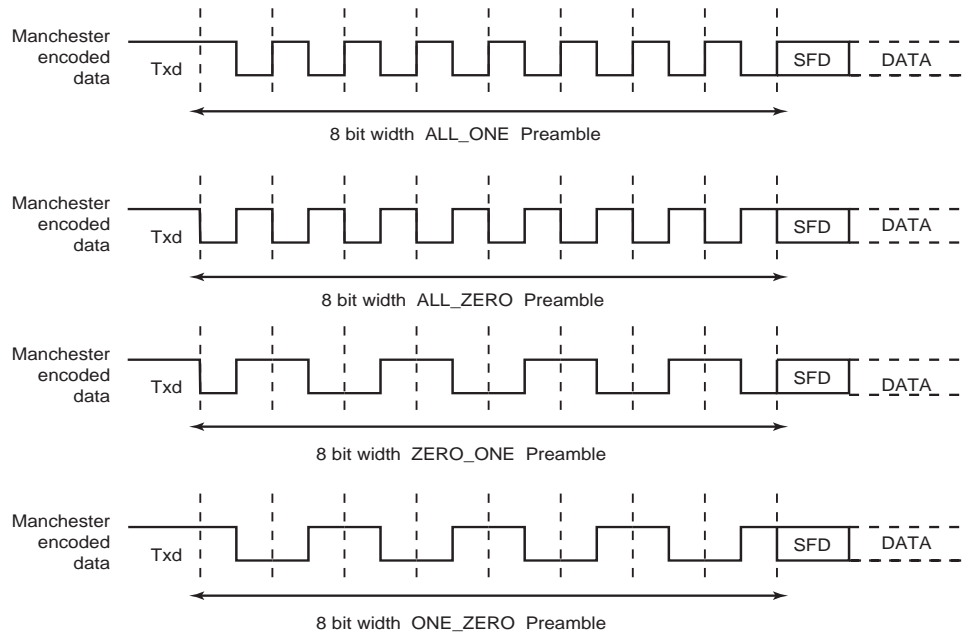 Manchester
encoded
data
Txd
SFD
DATA
8 bit width ALL_ONE Preamble
Manchester
encoded
data
Txd
SFD
DATA
8 bit width ALL_ZERO Preamble
Manchester
encoded
data
Txd
SFD
DATA
8 bit width ZERO_ONE Preamble
Manchester
encoded
data
Txd
SFD
DATA
8 bit width ONE_ZERO Preamble